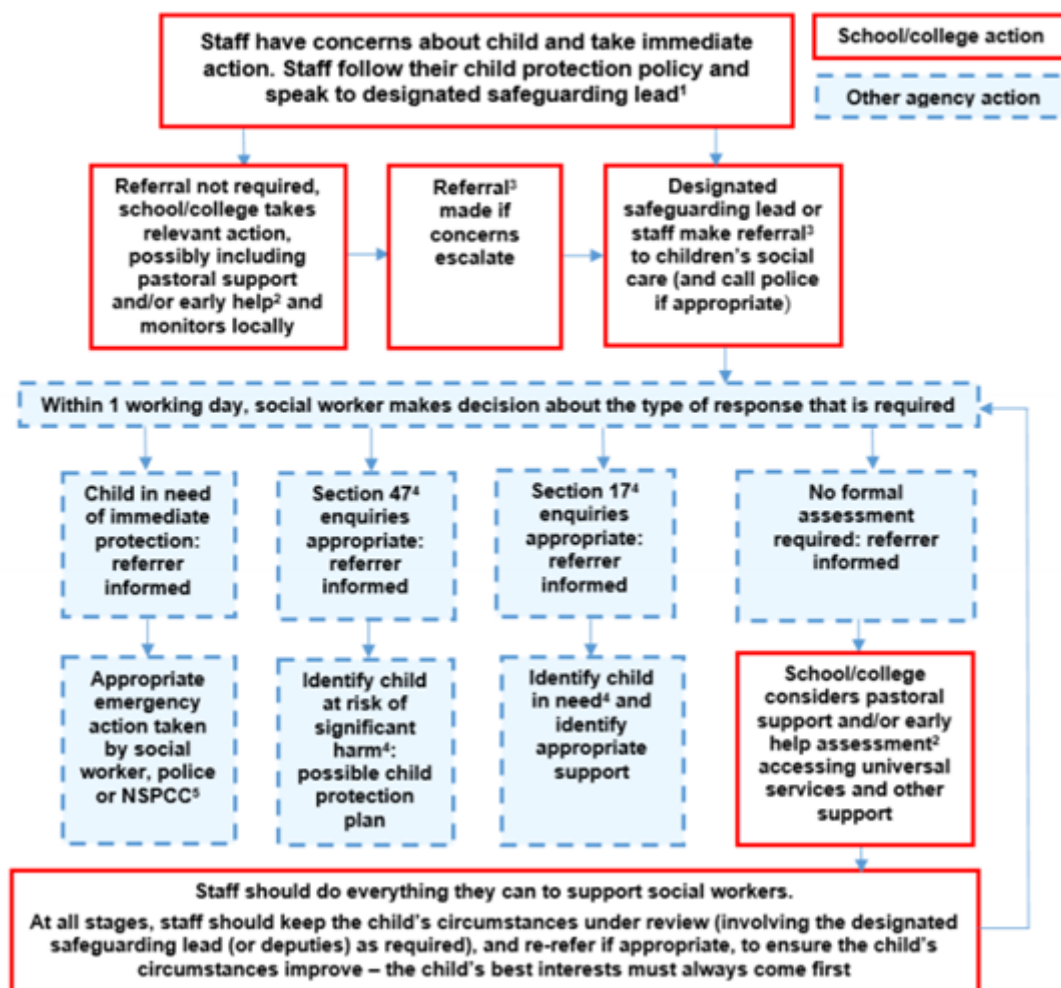 Staff have concerns about child and take immediate
action. Staff follow their child protection policy and
speak to designated safeguarding lead¹
School/college action
Other agency action
Referral not required,
school/college takes
relevant action,
possibly including
pastoral support
and/or early help² and
monitors locally
Referral³
made if
concerns
escalate
Designated
safeguarding lead or
staff make referral³
to children's social
care (and call police
if appropriate)
Within 1 working day, social worker makes decision about the type of response that is required
Child in need
of immediate
protection:
referrer
informed
Section 47⁴
enquiries
appropriate:
referrer
informed
Section 17⁴
enquiries
appropriate:
referrer
informed
No formal
assessment
required: referrer
informed
Appropriate
emergency
action taken
by social
worker, police
or NSPCC⁵
Identify child
at risk of
significant
harm⁴:
possible child
protection
plan
Identify child
in need⁴ and
identify
appropriate
support
School/college
considers pastoral
support and/or early
help assessment²
accessing universal
services and other
support
Staff should do everything they can to support social workers.
At all stages, staff should keep the child's circumstances under review (involving the designated
safeguarding lead (or deputies) as required), and re-refer if appropriate, to ensure the child's
circumstances improve – the child's best interests must always come first